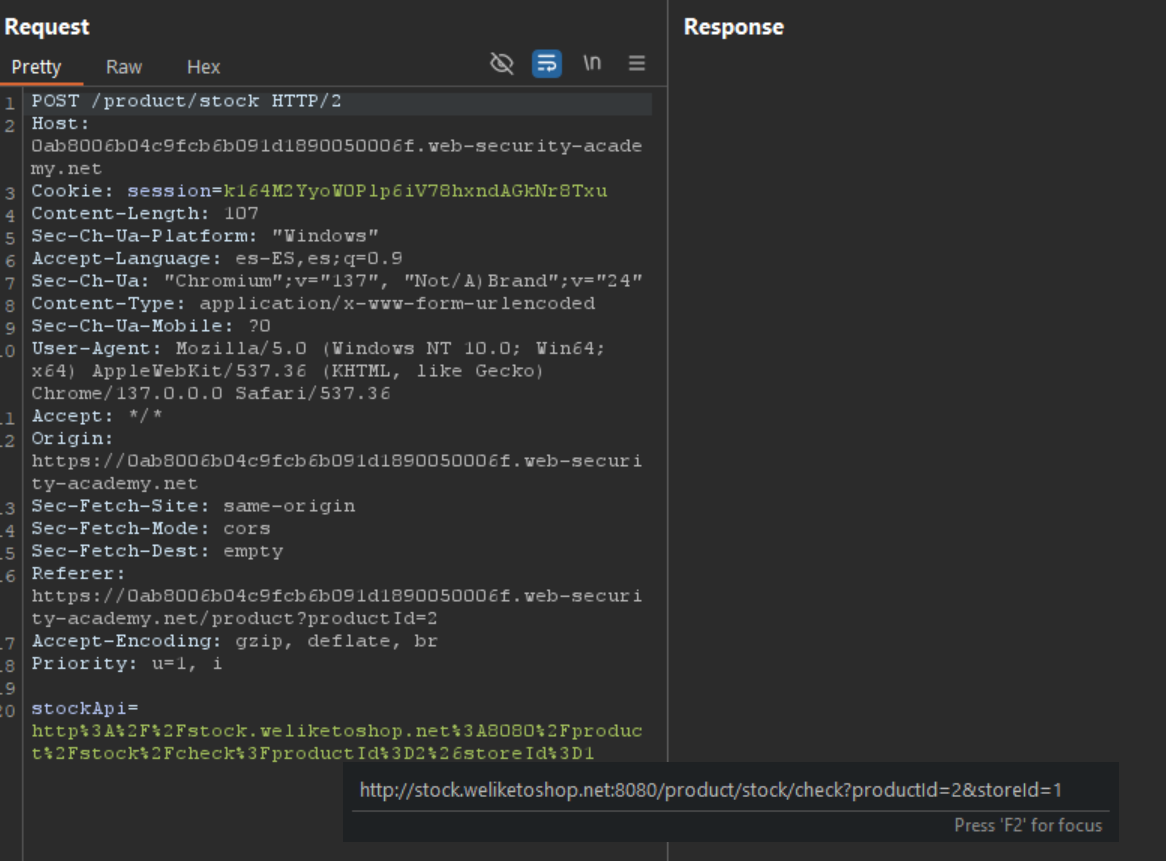 Request
Response
Pretty Raw Hex \n
1 POST /product/stock HTTP/2
2 Host:
0ab8006b04c9fcb6b091d1890050006f.web-security-acade
my.net
3 Cookie: session=k164M2YyoWOPlp6iV78hxndAGkNr8Txu
4 Content-Length: 107
5 Sec-Ch-Ua-Platform: "Windows"
6 Accept-Language: es-ES,es;q=0.9
7 Sec-Ch-Ua: "Chromium";v="137", "Not/A)Brand";v="24"
8 Content-Type: application/x-www-form-urlencoded
9 Sec-Ch-Ua-Mobile: ?0
10 User-Agent: Mozilla/5.0 (Windows NT 10.0; Win64;
x64) AppleWebKit/537.36 (KHTML, like Gecko)
Chrome/137.0.0.0 Safari/537.36
11 Accept: */*
12 Origin:
https://0ab8006b04c9fcb6b091d1890050006f.web-securi
ty-academy.net
13 Sec-Fetch-Site: same-origin
14 Sec-Fetch-Mode: cors
15 Sec-Fetch-Dest: empty
16 Referer:
https://0ab8006b04c9fcb6b091d1890050006f.web-securi
ty-academy.net/product?productId=2
17 Accept-Encoding: gzip, deflate, br
18 Priority: u=1, i
19
20 stockApi=
http%3A%2F%2Fstock.weliketoshop.net%3A8080%2Fproduc
t%2Fstock%2Fcheck%3FproductId%3D2%26storeId%3D1
http://stock.weliketoshop.net:8080/product/stock/check?productId=2&storeId=1
Press 'F2' for focus